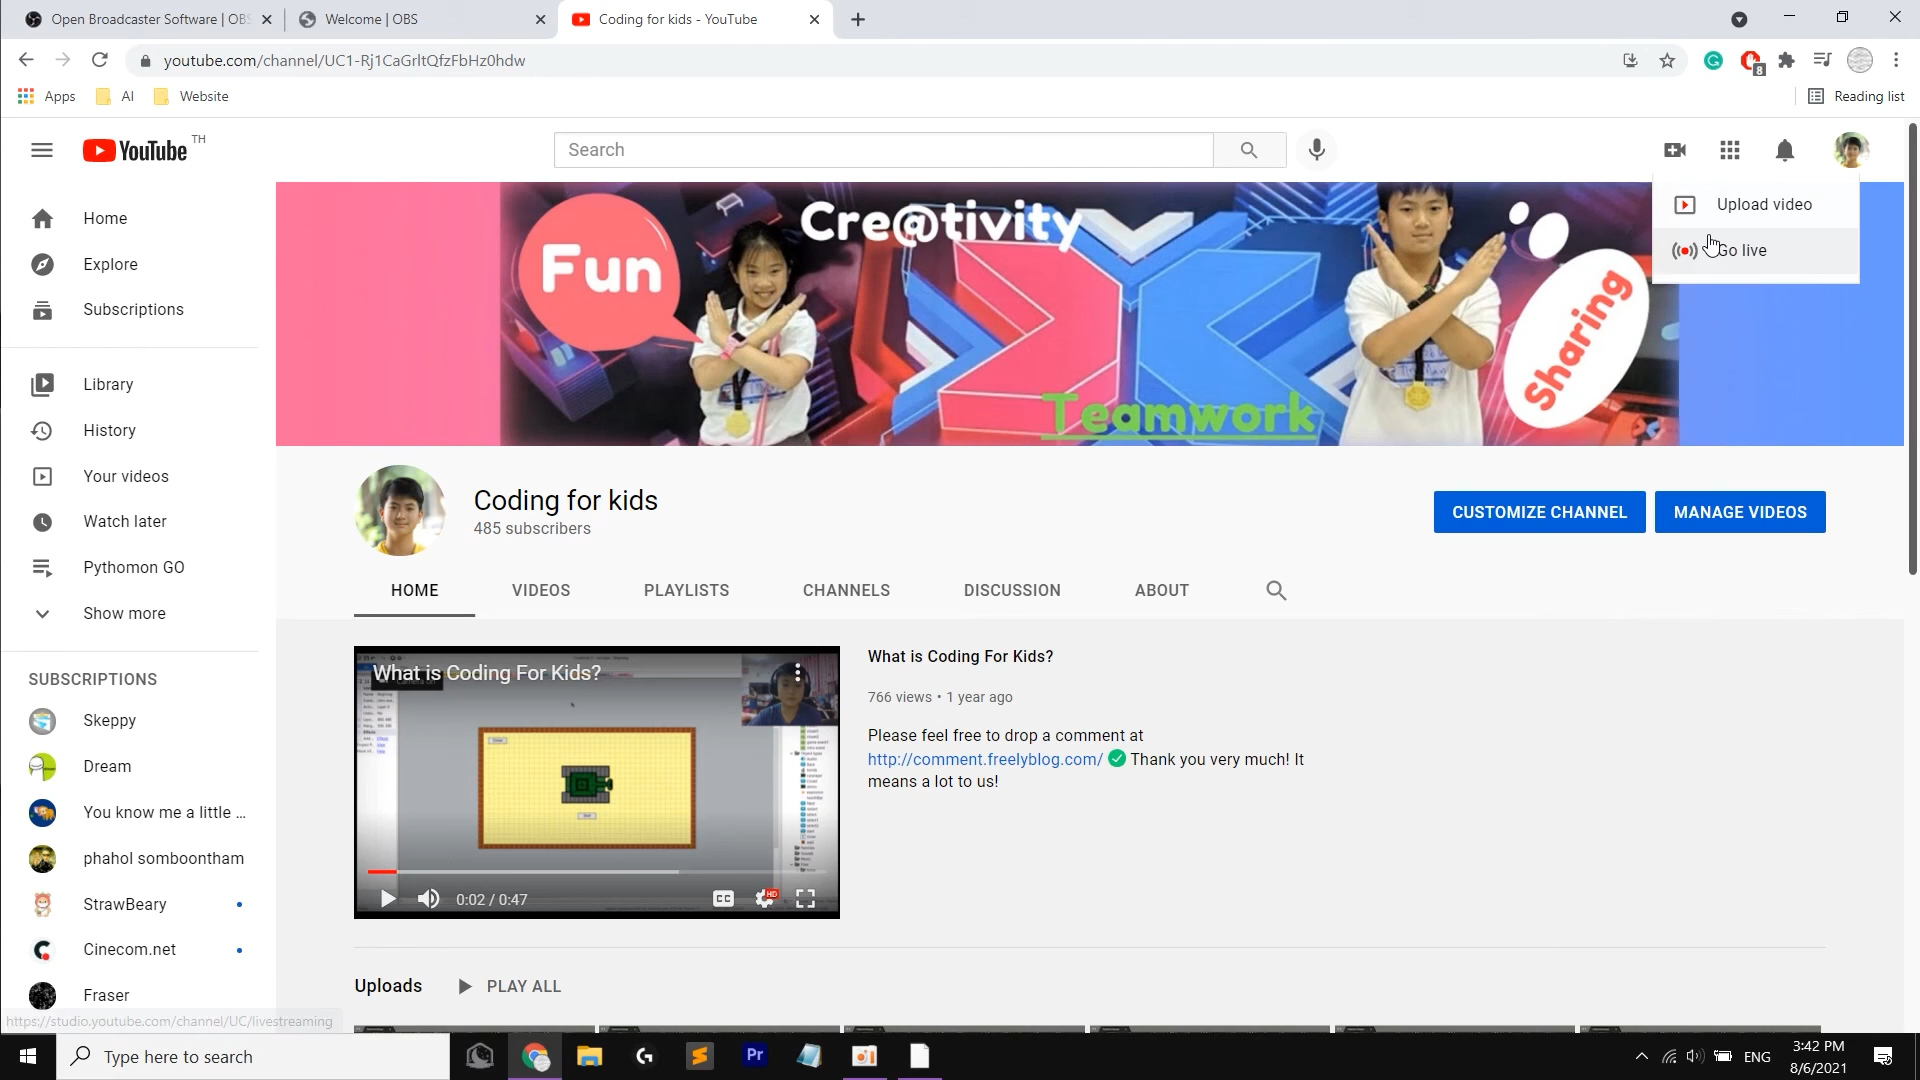 Open Broadcaster Software | OBS
Welcome | OBS
Coding for kids - YouTube
youtube.com/channel/UC1-Rj1CaGrltQfzFbHz0hdw
8
Apps
AI
Website
Reading list
YouTube TH
Search
Home
Explore
Subscriptions
Library
History
Your videos
Watch later
Pythomon GO
Show more
SUBSCRIPTIONS
Skeppy
Dream
You know me a little ...
phahol somboontham
StrawBeary
Cinecom.net
Fraser
https://studio.youtube.com/channel/UC/livestreaming
Fun
Cre@tivity
Teamwork
Sharing
Upload video
Go live
Coding for kids
485 subscribers
CUSTOMIZE CHANNEL
MANAGE VIDEOS
HOME
VIDEOS
PLAYLISTS
CHANNELS
DISCUSSION
ABOUT
What is Coding For Kids?
0:02 / 0:47
CC
HD
What is Coding For Kids?
766 views • 1 year ago
Please feel free to drop a comment at
http://comment.freelyblog.com/ Thank you very much! It
means a lot to us!
Uploads
PLAY ALL
Type here to search
Pr
ENG
3:42 PM
8/6/2021